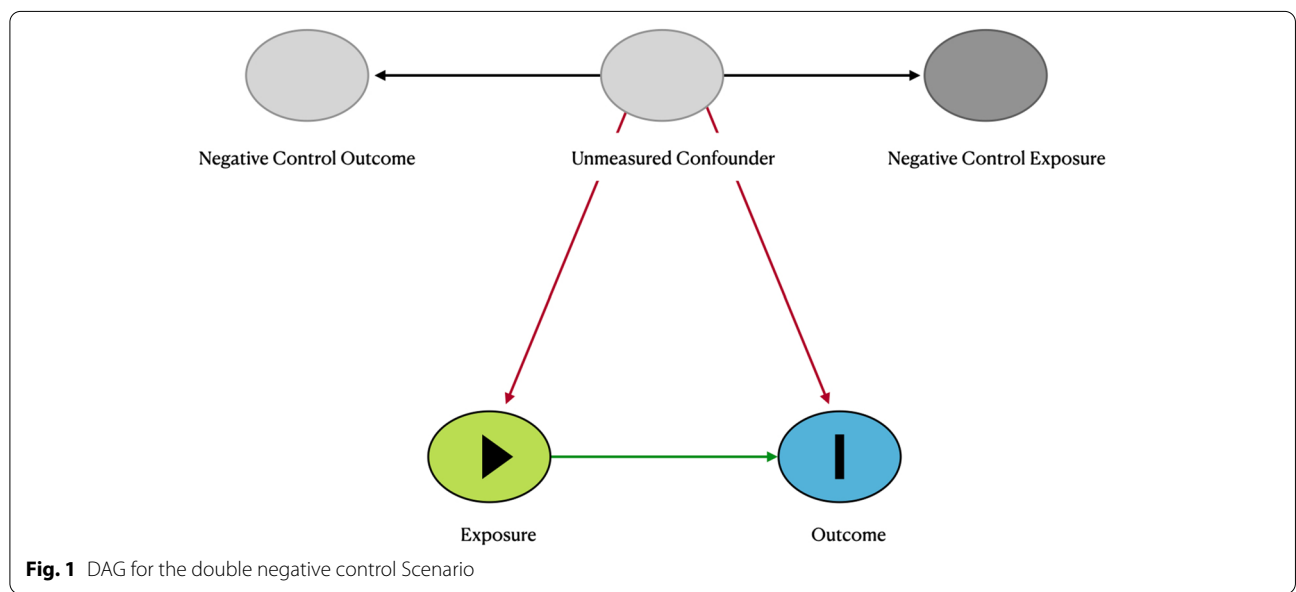 Negative Control Outcome
Unmeasured Confounder
Negative Control Exposure
Exposure
Outcome
Fig. 1 DAG for the double negative control Scenario